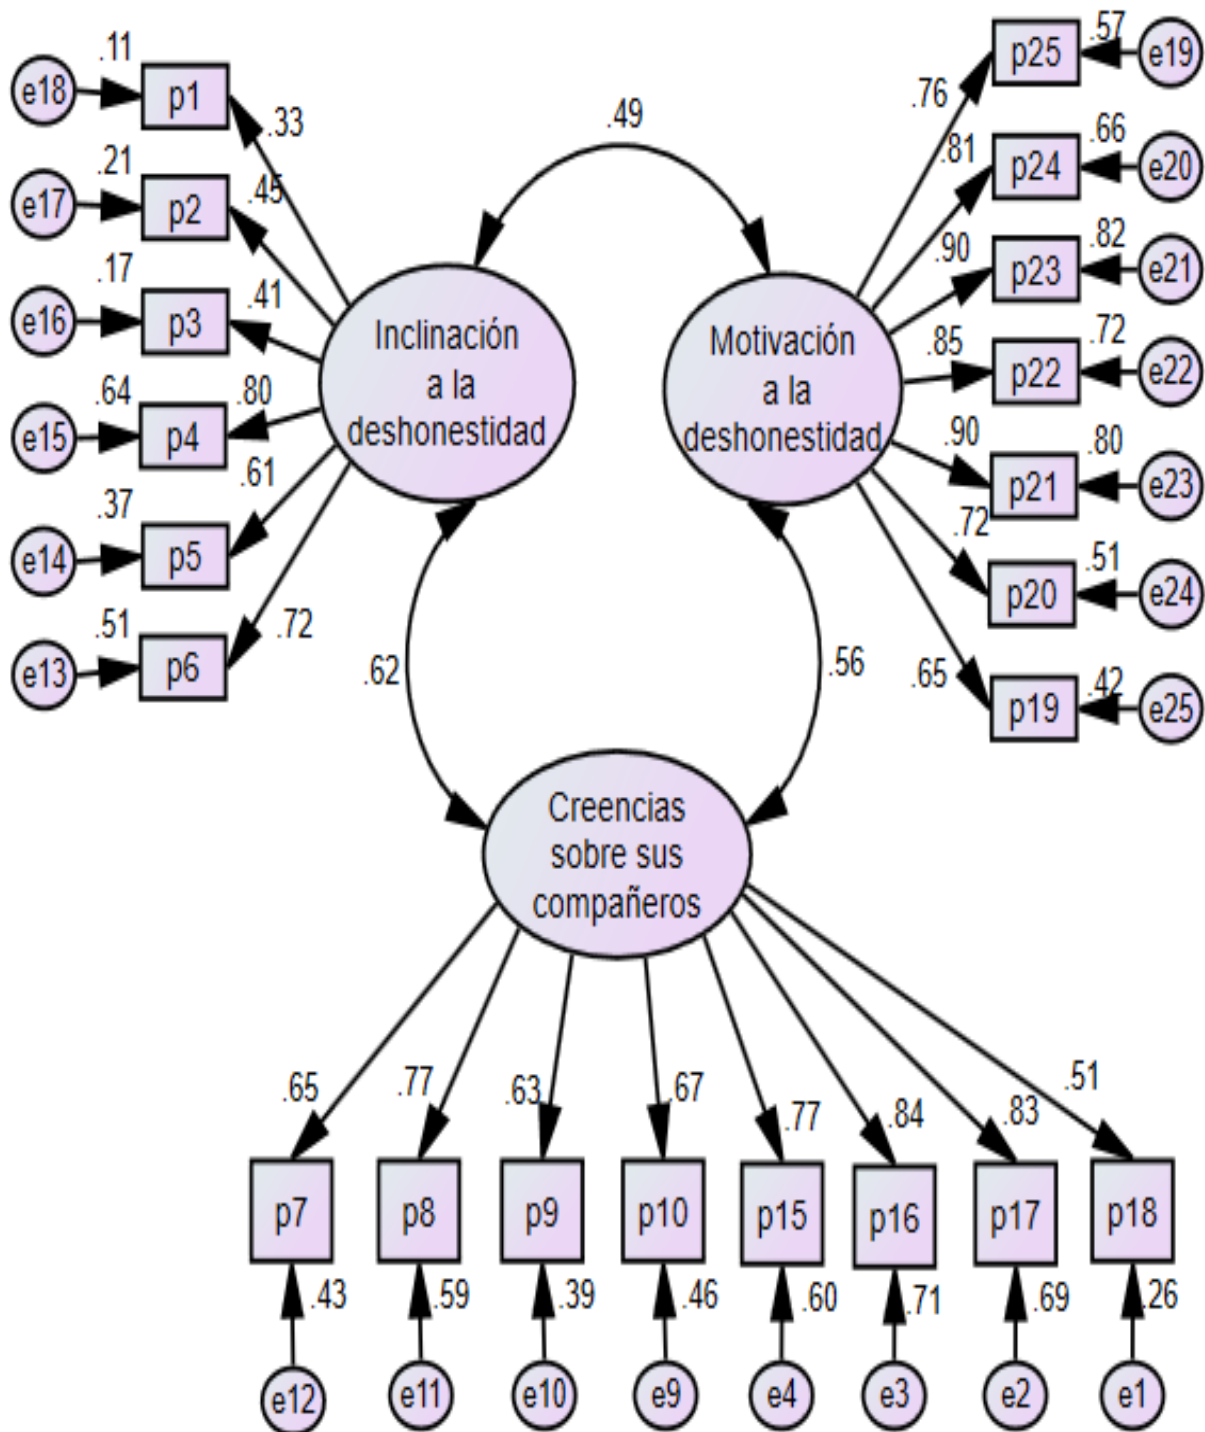 e18 .11 p1 .33
e17 .21 p2 .45
e16 .17 p3 .41
e15 .64 p4 .80
e14 .37 p5 .61
e13 .51 p6 .72
.49
Inclinación
a la
deshonestidad
Motivación
a la
deshonestidad
.76 p25 .57 e19
.81 p24 .66 e20
.90 p23 .82 e21
.85 p22 .72 e22
.90 p21 .80 e23
.72 p20 .51 e24
.65 p19 .42 e25
.62
.56
Creencias
sobre sus
compañeros
.65 .77 .63 .67 .77 .84 .83 .51
p7 p8 p9 p10 p15 p16 p17 p18
.43 .59 .39 .46 .60 .71 .69 .26
e12 e11 e10 e9 e4 e3 e2 e1